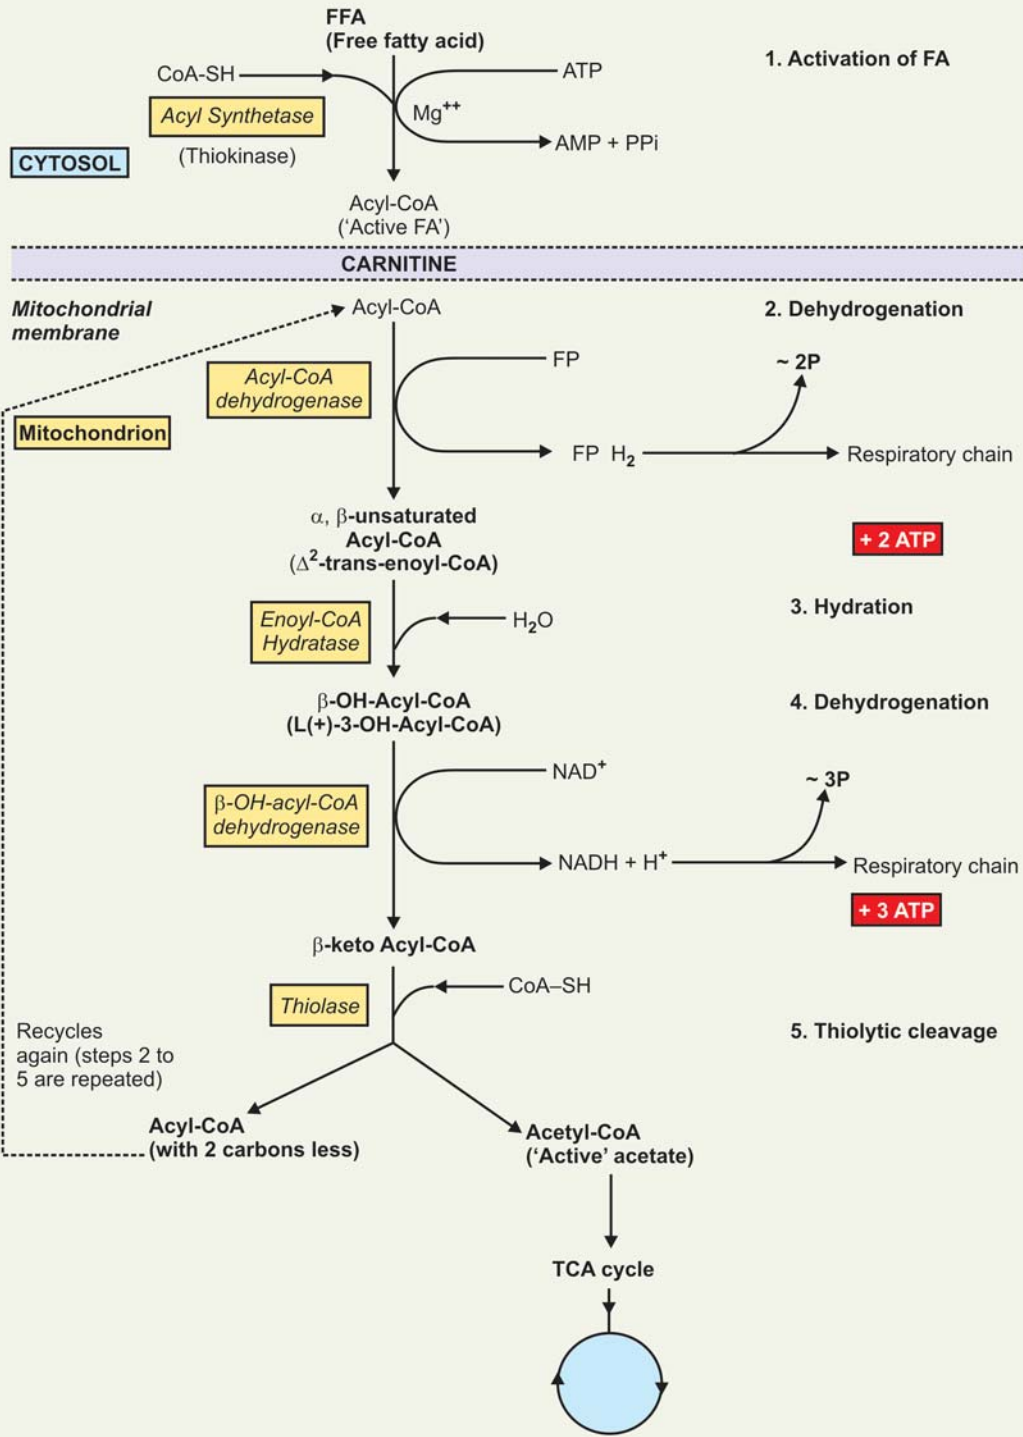 FFA
(Free fatty acid)
1. Activation of FA
CoA-SH
ATP
Acyl Synthetase
Mg++
(Thiokinase)
AMP + PPi
CYTOSOL
Acyl-CoA
(‘Active FA’)
CARNITINE
Mitochondrial
membrane
Acyl-CoA
2. Dehydrogenation
FP
~ 2P
Acyl-CoA
dehydrogenase
Mitochondrion
FP H2
Respiratory chain
α, β-unsaturated
Acyl-CoA
(Δ2-trans-enoyl-CoA)
+ 2 ATP
Enoyl-CoA
Hydratase
H2O
3. Hydration
β-OH-Acyl-CoA
(L(+)-3-OH-Acyl-CoA)
4. Dehydrogenation
NAD+
~ 3P
β-OH-acyl-CoA
dehydrogenase
NADH + H+
Respiratory chain
+ 3 ATP
β-keto Acyl-CoA
CoA–SH
Thiolase
5. Thiolytic cleavage
Recycles
again (steps 2 to
5 are repeated)
Acyl-CoA
(with 2 carbons less)
Acetyl-CoA
(‘Active’ acetate)
TCA cycle